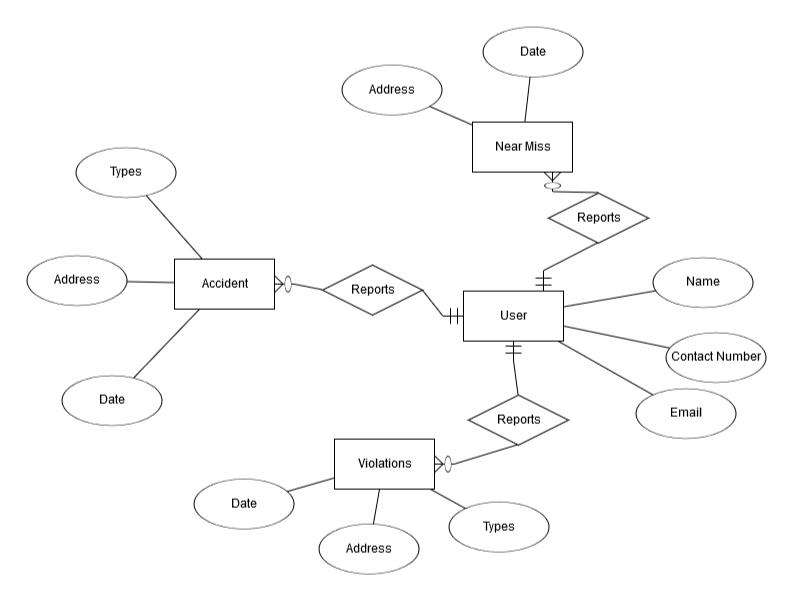 Date
Address
Near Miss
Types
Reports
Address
Accident
Reports
Name
User
Contact Number
Date
Email
Reports
Violations
Date
Types
Address